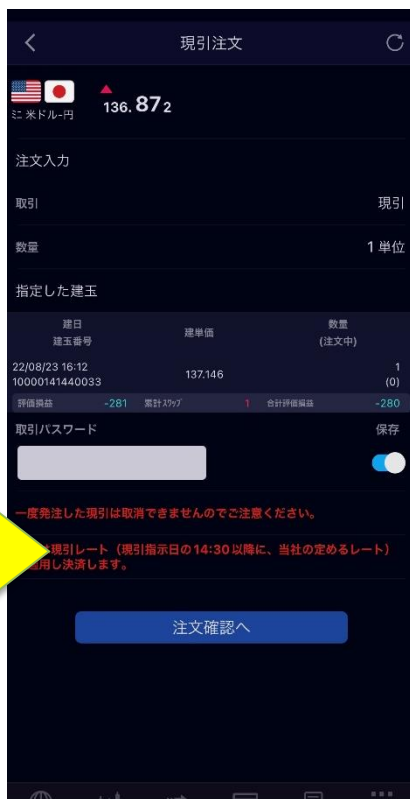 現引注文
ミニ 米ドル-円
136.872
注文入力
取引 現引
数量 1 単位
指定した建玉
建日 建単価 数量
建玉番号 (注文中)
22/08/23 16:12 137.146 1
10000141440033 (0)
評価損益 -281 累計スワップ 1 合計評価損益 -280
取引パスワード 保存
一度発注した現引は取消できませんのでご注意ください。
現引レート（現引指示日の14:30以降に、当社の定めるレート）
用し決済します。
注文確認へ